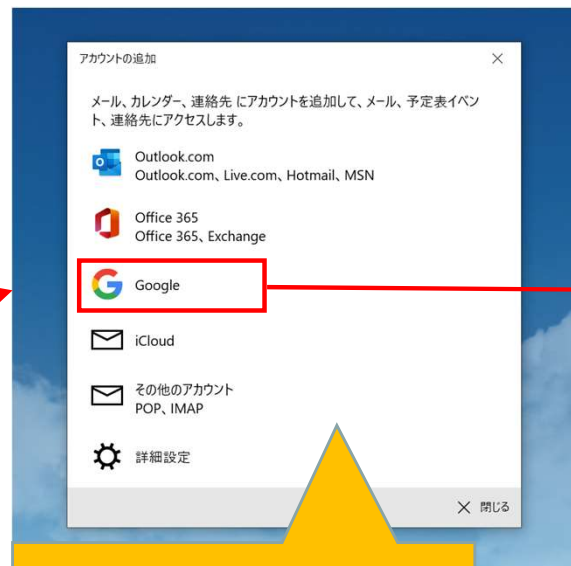 アカウントの追加
メール、カレンダー、連絡先 にアカウントを追加して、メール、予定表イベン
ト、連絡先にアクセスします。
Outlook.com
Outlook.com、Live.com、Hotmail、MSN
Office 365
Office 365、Exchange
Google
iCloud
その他のアカウント
POP、IMAP
詳細設定
閉じる